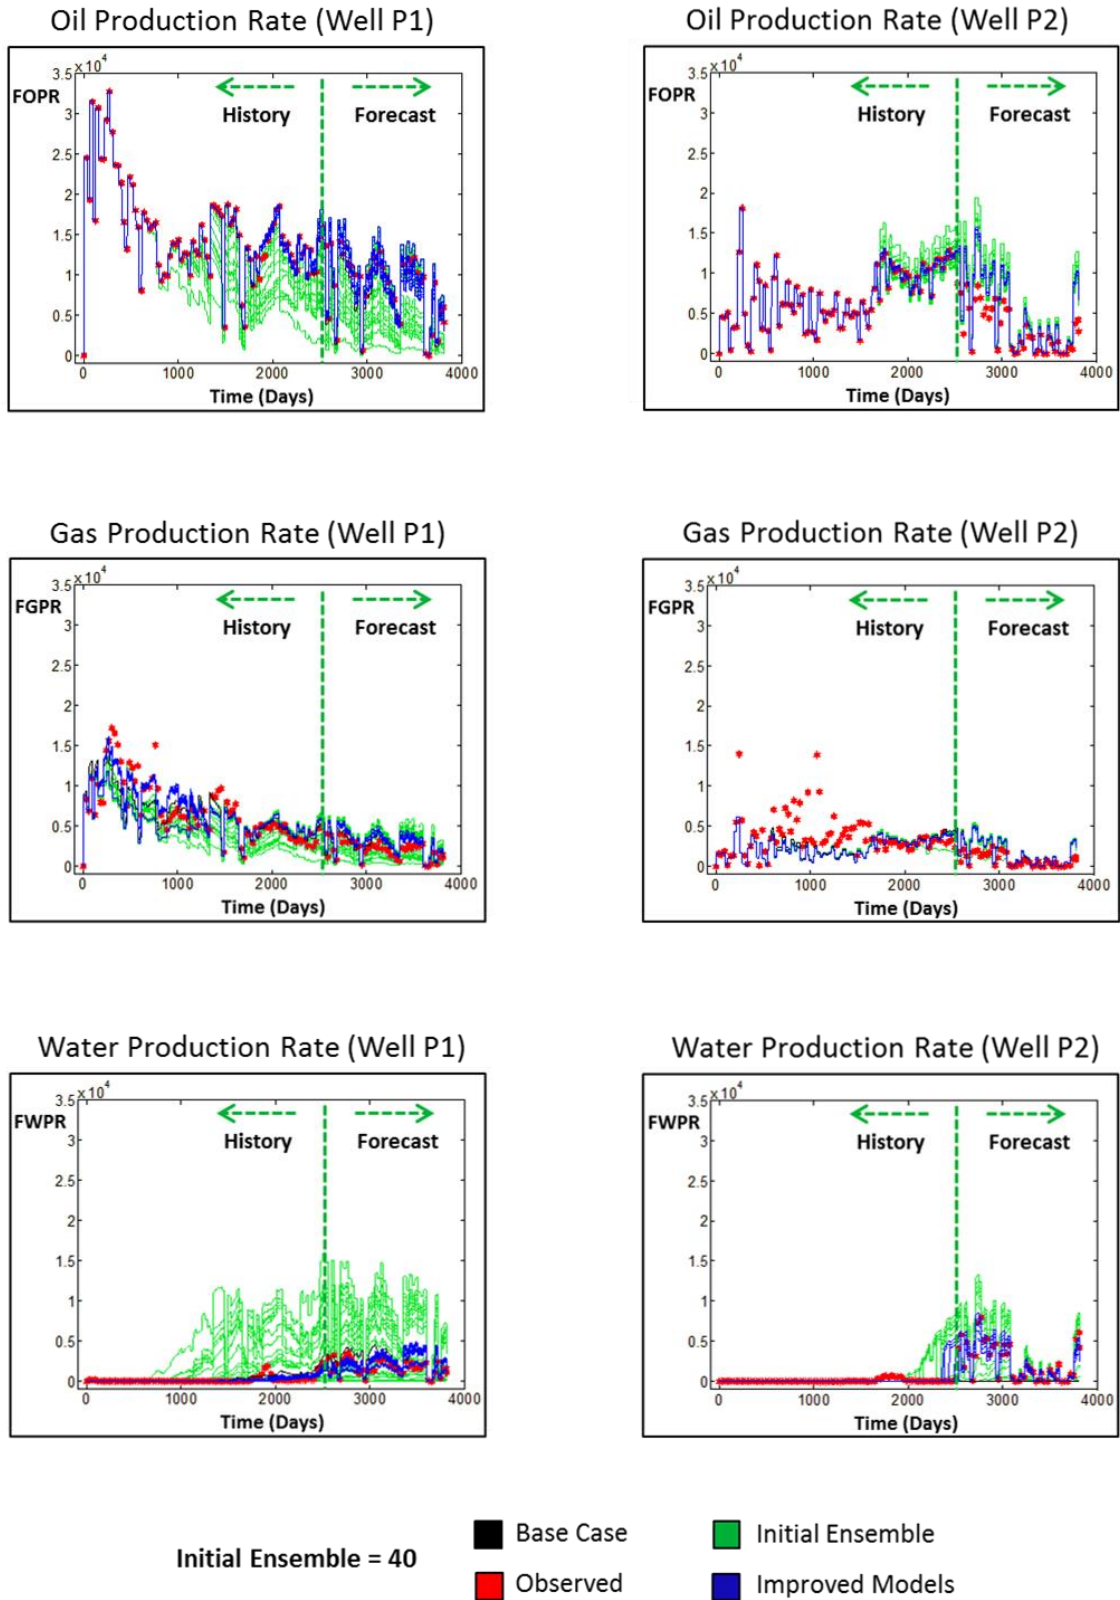 Oil Production Rate (Well P1)
Oil Production Rate (Well P2)
3.5 ×10^4
FOPR
3
2.5
2
1.5
1
0.5
0
History
Forecast
0 1000 2000 3000 4000
Time (Days)
3.5 ×10^4
FOPR
3
2.5
2
1.5
1
0.5
0
History
Forecast
0 1000 2000 3000 4000
Time (Days)
Gas Production Rate (Well P1)
Gas Production Rate (Well P2)
3.5 ×10^4
FGPR
3
2.5
2
1.5
1
0.5
0
History
Forecast
0 1000 2000 3000 4000
Time (Days)
3.5 ×10^4
FGPR
3
2.5
2
1.5
1
0.5
0
History
Forecast
0 1000 2000 3000 4000
Time (Days)
Water Production Rate (Well P1)
Water Production Rate (Well P2)
3.5 ×10^4
FWPR
3
2.5
2
1.5
1
0.5
0
History
Forecast
0 1000 2000 3000 4000
Time (Days)
3.5 ×10^4
FWPR
3
2.5
2
1.5
1
0.5
0
History
Forecast
0 1000 2000 3000 4000
Time (Days)
Initial Ensemble = 40
Base Case
Initial Ensemble
Observed
Improved Models